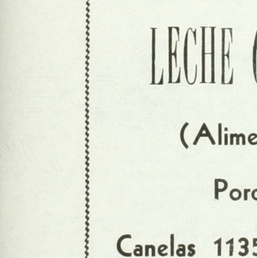 LECHE
(Alime
Porc
Canelas 1135